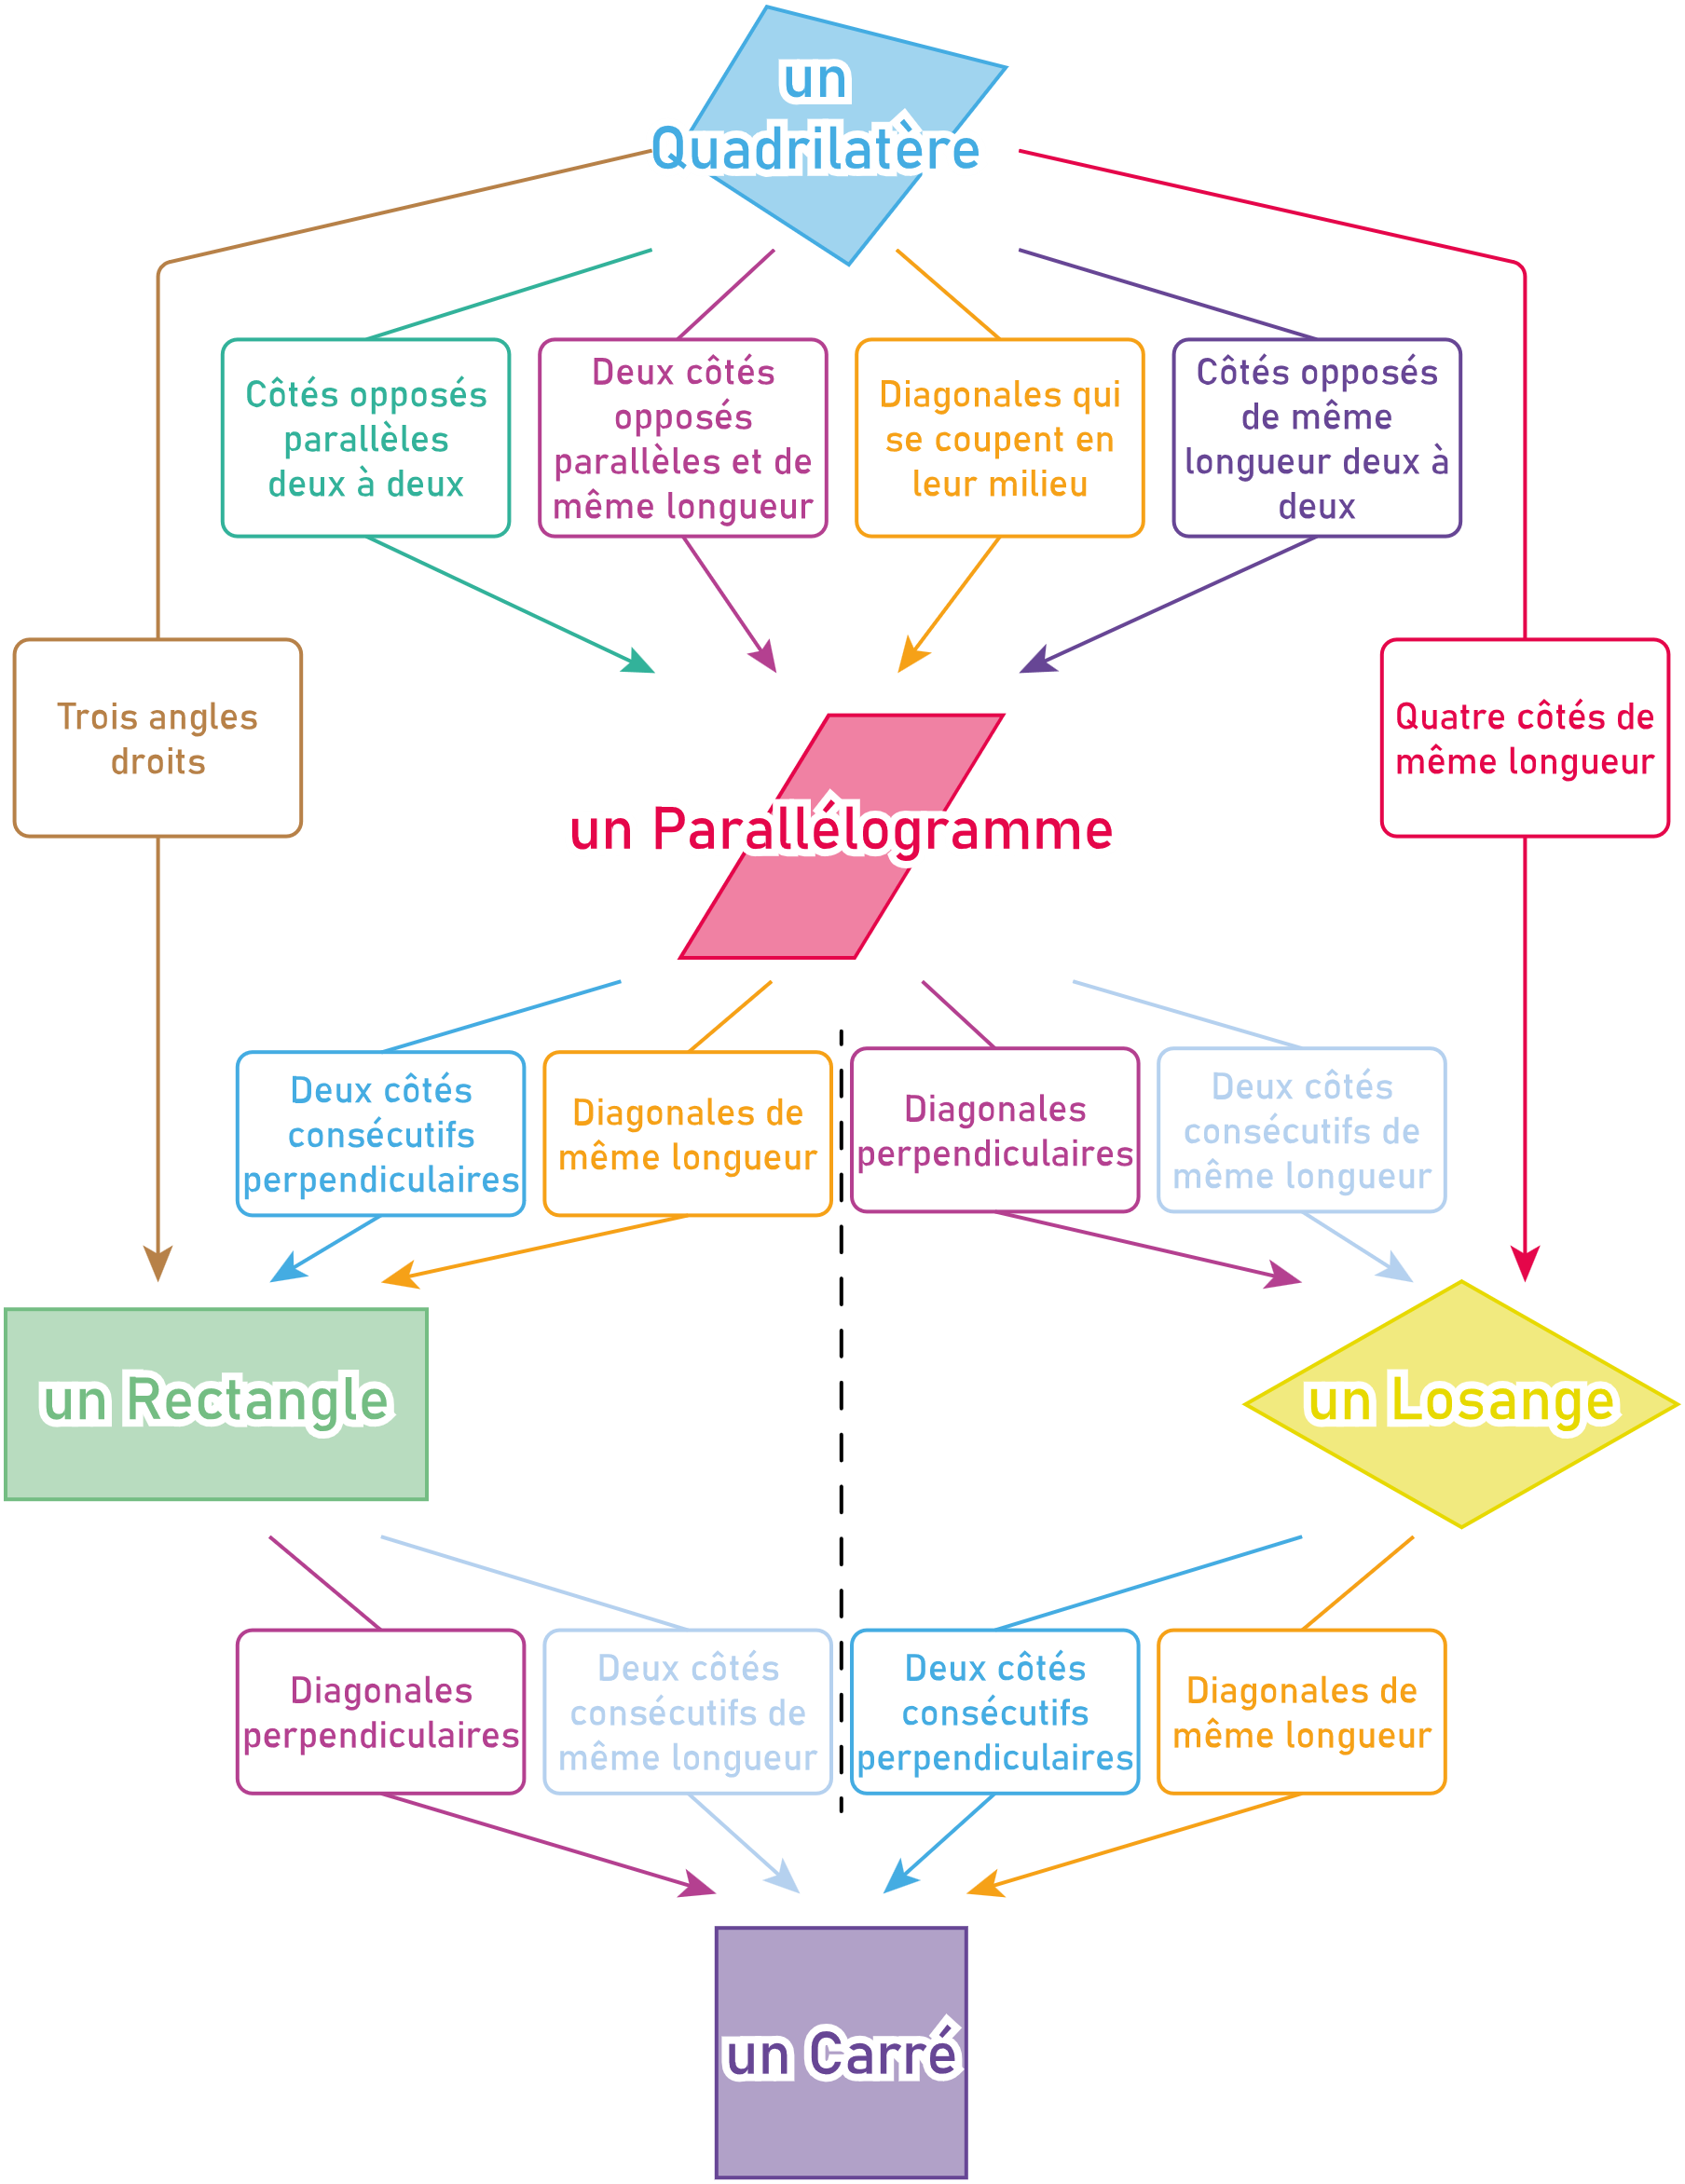 un
Quadrilatère
Côtés opposés
parallèles
deux à deux
Deux côtés
opposés
parallèles et de
même longueur
Diagonales qui
se coupent en
leur milieu
Côtés opposés
de même
longueur deux à
deux
Trois angles
droits
Quatre côtés de
même longueur
un Parallélogramme
Deux côtés
consécutifs
perpendiculaires
Diagonales de
même longueur
Diagonales
perpendiculaires
Deux côtés
consécutifs de
même longueur
un Rectangle
un Losange
Diagonales
perpendiculaires
Deux côtés
consécutifs de
même longueur
Deux côtés
consécutifs
perpendiculaires
Diagonales de
même longueur
un Carré